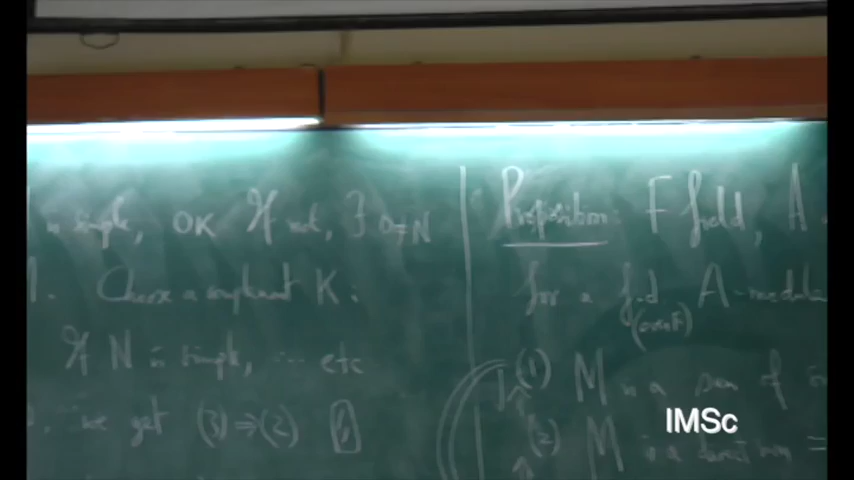 is simple, OK If not, ∃ 0≠N
Choose a complement K:
If N is simple, ... etc
we get (3)⇒(2)
Proposition: F field, A
for a f.d. A-module
(over F)
(1) M is a sum of
(2) M is a direct sum
IMSc